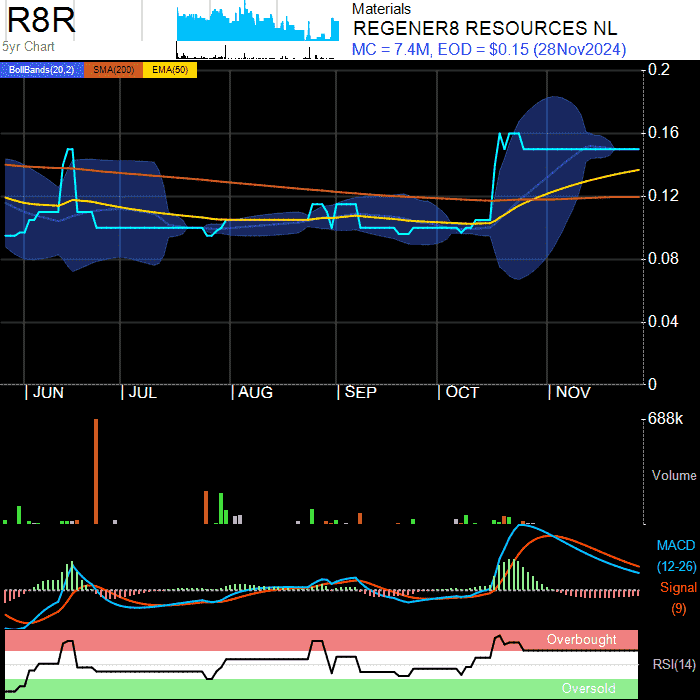 R8R
5yr Chart
Materials
REGENER8 RESOURCES NL
MC = 7.4M, EOD = $0.15 (28Nov2024)
BollBands(20,2) SMA(200) EMA(50)
0.2
0.16
0.12
0.08
0.04
0
JUN JUL AUG SEP OCT NOV
688k
Volume
MACD
(12-26)
Signal
(9)
Overbought
RSI(14)
Oversold